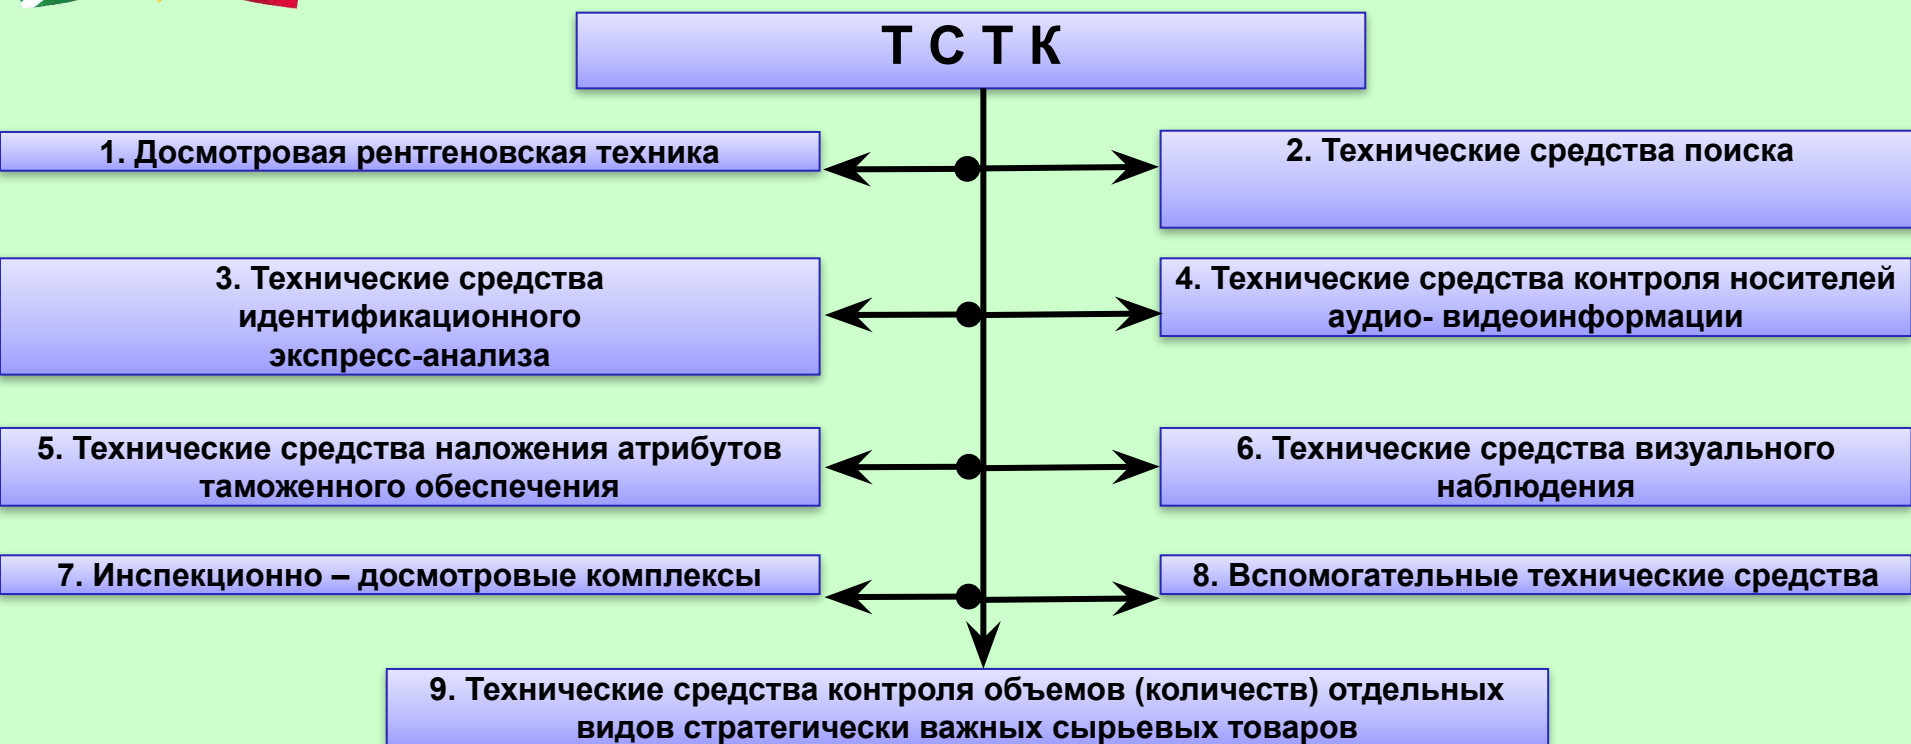 Т С Т К
1. Досмотровая рентгеновская техника
2. Технические средства поиска
3. Технические средства
идентификационного
экспресс-анализа
4. Технические средства контроля носителей
аудио- видеоинформации
5. Технические средства наложения атрибутов
таможенного обеспечения
6. Технические средства визуального
наблюдения
7. Инспекционно – досмотровые комплексы
8. Вспомогательные технические средства
9. Технические средства контроля объемов (количеств) отдельных
видов стратегически важных сырьевых товаров